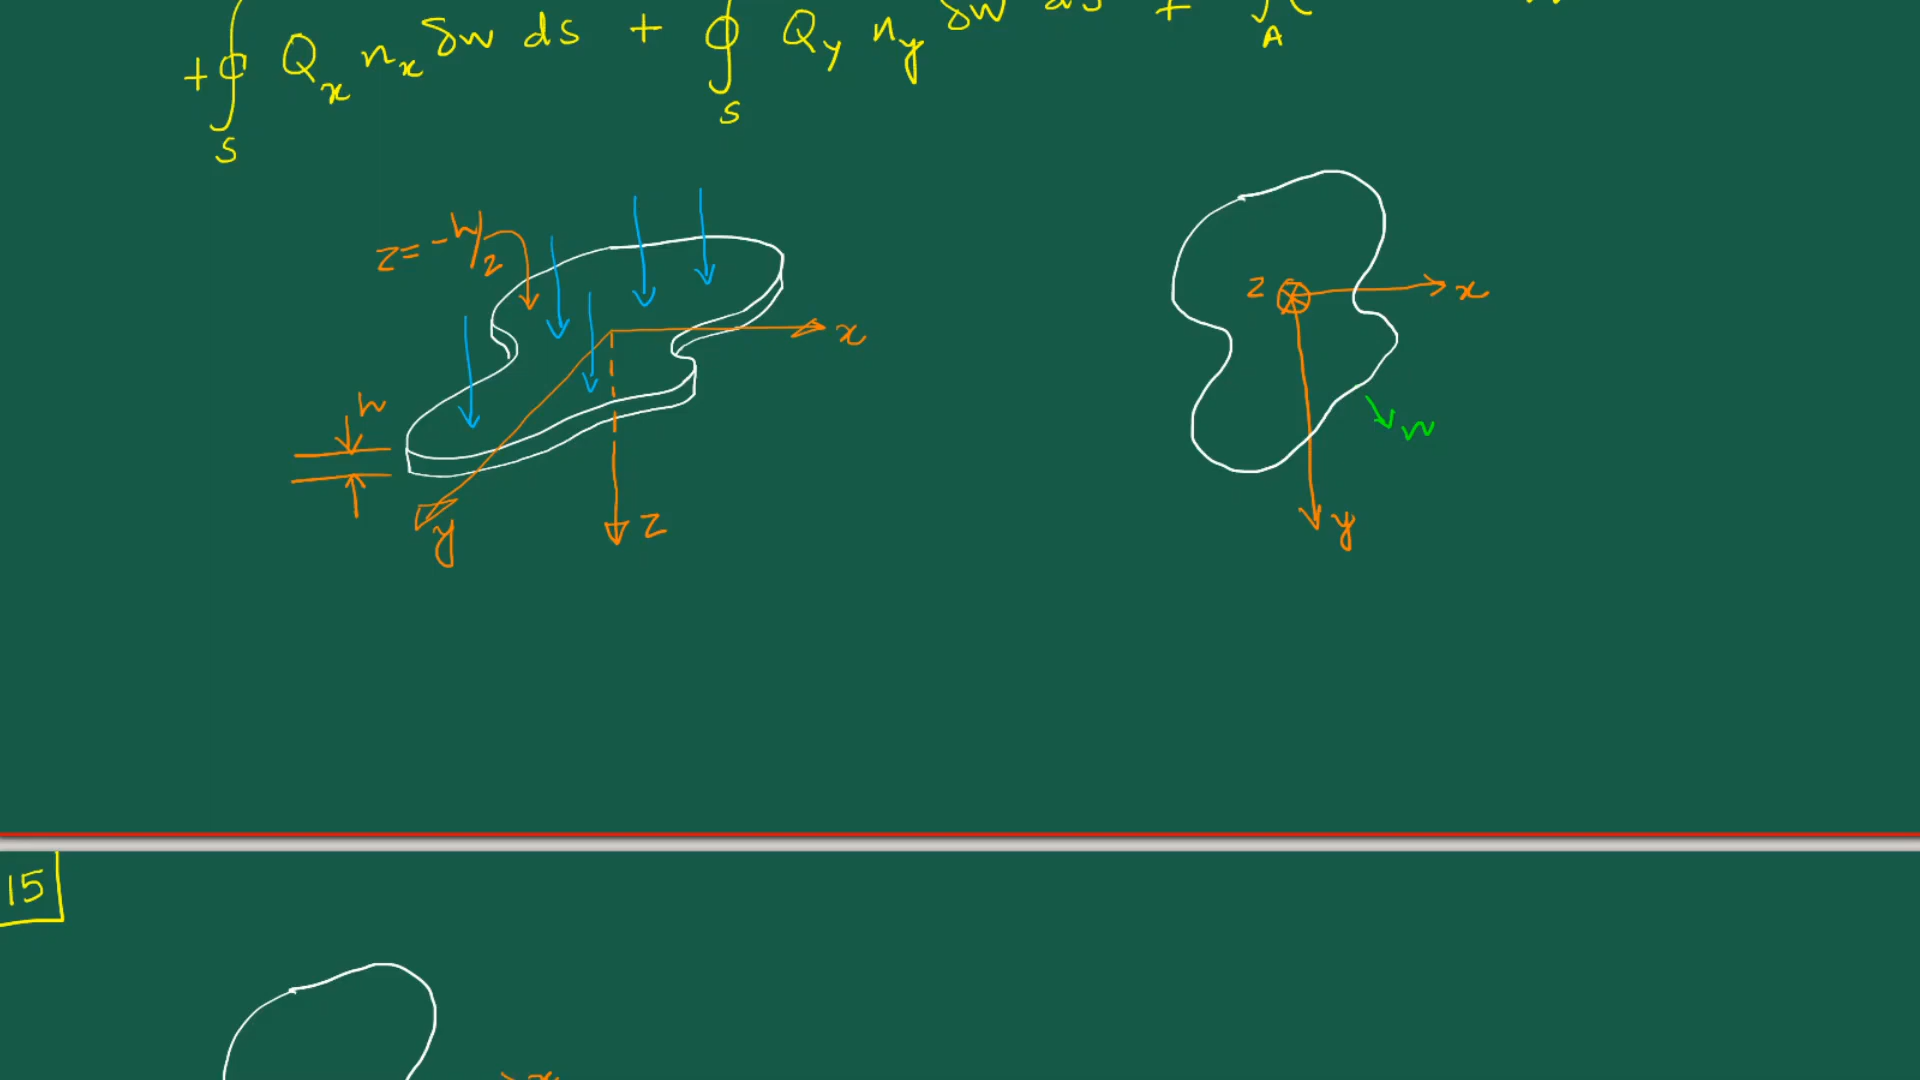 +∮_S Q_x n_x δw ds + ∮_S Q_y n_y δw ds + ∫_A (
z = -h/2
x
h
y
z
z
x
n
y
15
x